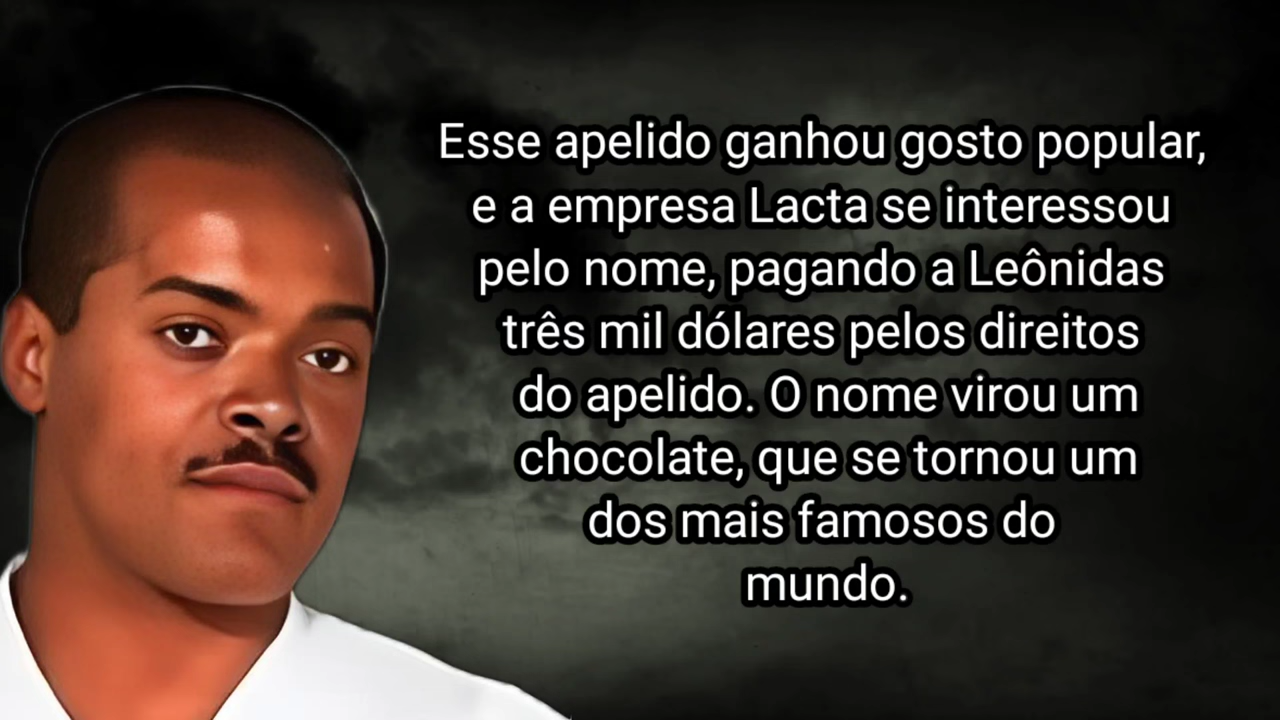 Esse apelido ganhou gosto popular,
e a empresa Lacta se interessou
pelo nome, pagando a Leônidas
três mil dólares pelos direitos
do apelido. O nome virou um
chocolate, que se tornou um
dos mais famosos do
mundo.